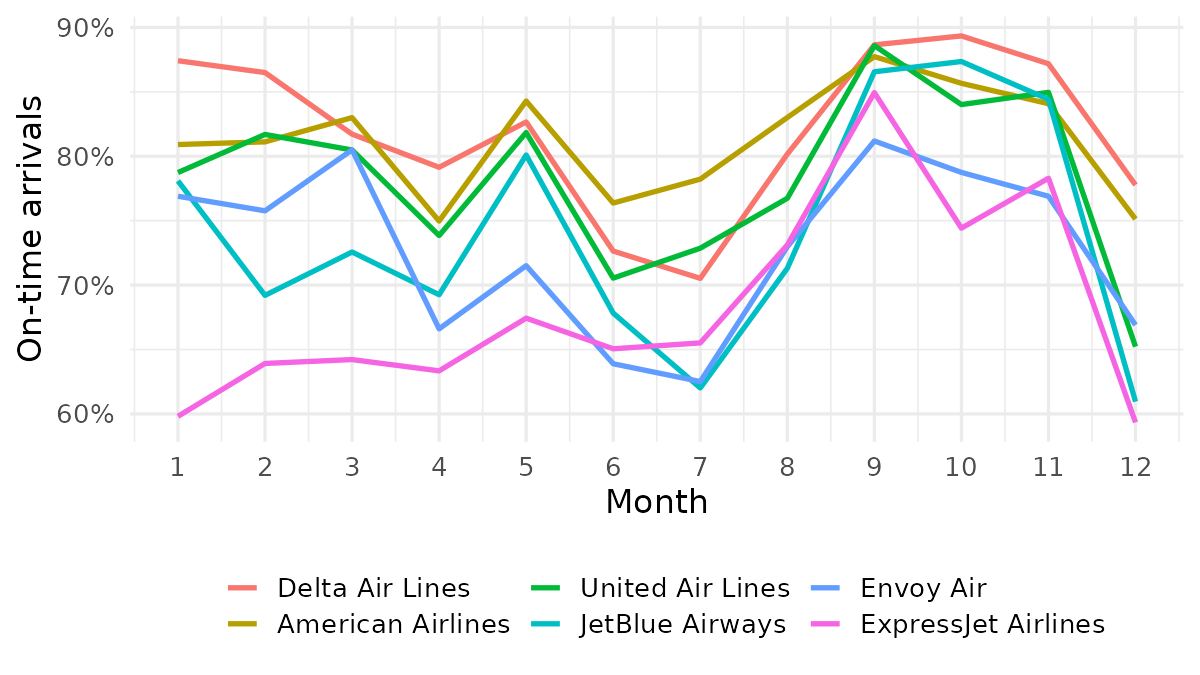 90%
80%
70%
60%
On-time arrivals
1 2 3 4 5 6 7 8 9 10 11 12
Month
Delta Air Lines United Air Lines Envoy Air
American Airlines JetBlue Airways ExpressJet Airlines